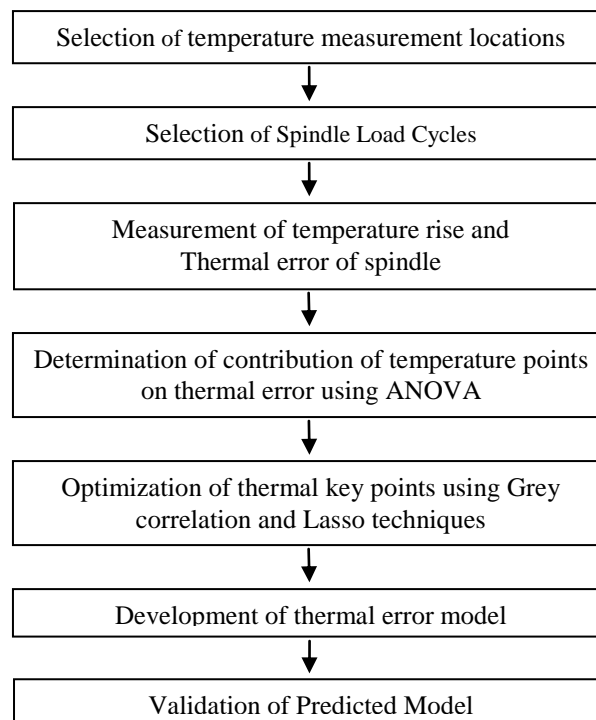 Selection of temperature measurement locations
Selection of Spindle Load Cycles
Measurement of temperature rise and
Thermal error of spindle
Determination of contribution of temperature points
on thermal error using ANOVA
Optimization of thermal key points using Grey
correlation and Lasso techniques
Development of thermal error model
Validation of Predicted Model